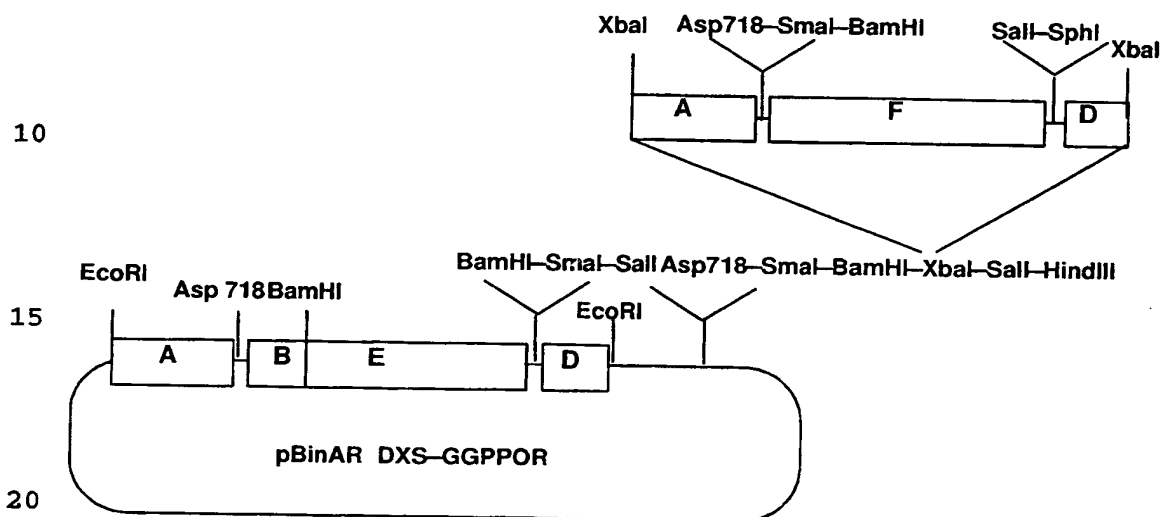 XbaI Asp718–SmaI–BamHI SalI–SphI XbaI
10 A F D
BamHI–SmaI–SalI Asp718–SmaI–BamHI–XbaI–SalI–HindIII
EcoRI Asp 718 BamHI EcoRI
15
A B E D
pBinAR DXS–GGPPOR
20